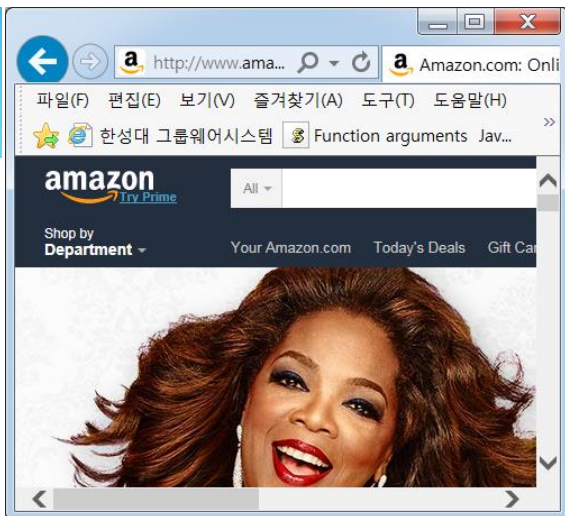 http://www.ama... Amazon.com: Onli
파일(F) 편집(E) 보기(V) 즐겨찾기(A) 도구(T) 도움말(H)
한성대 그룹웨어시스템 Function arguments Jav... »
amazon
Try Prime
All
Shop by
Department
Your Amazon.com Today's Deals Gift Car